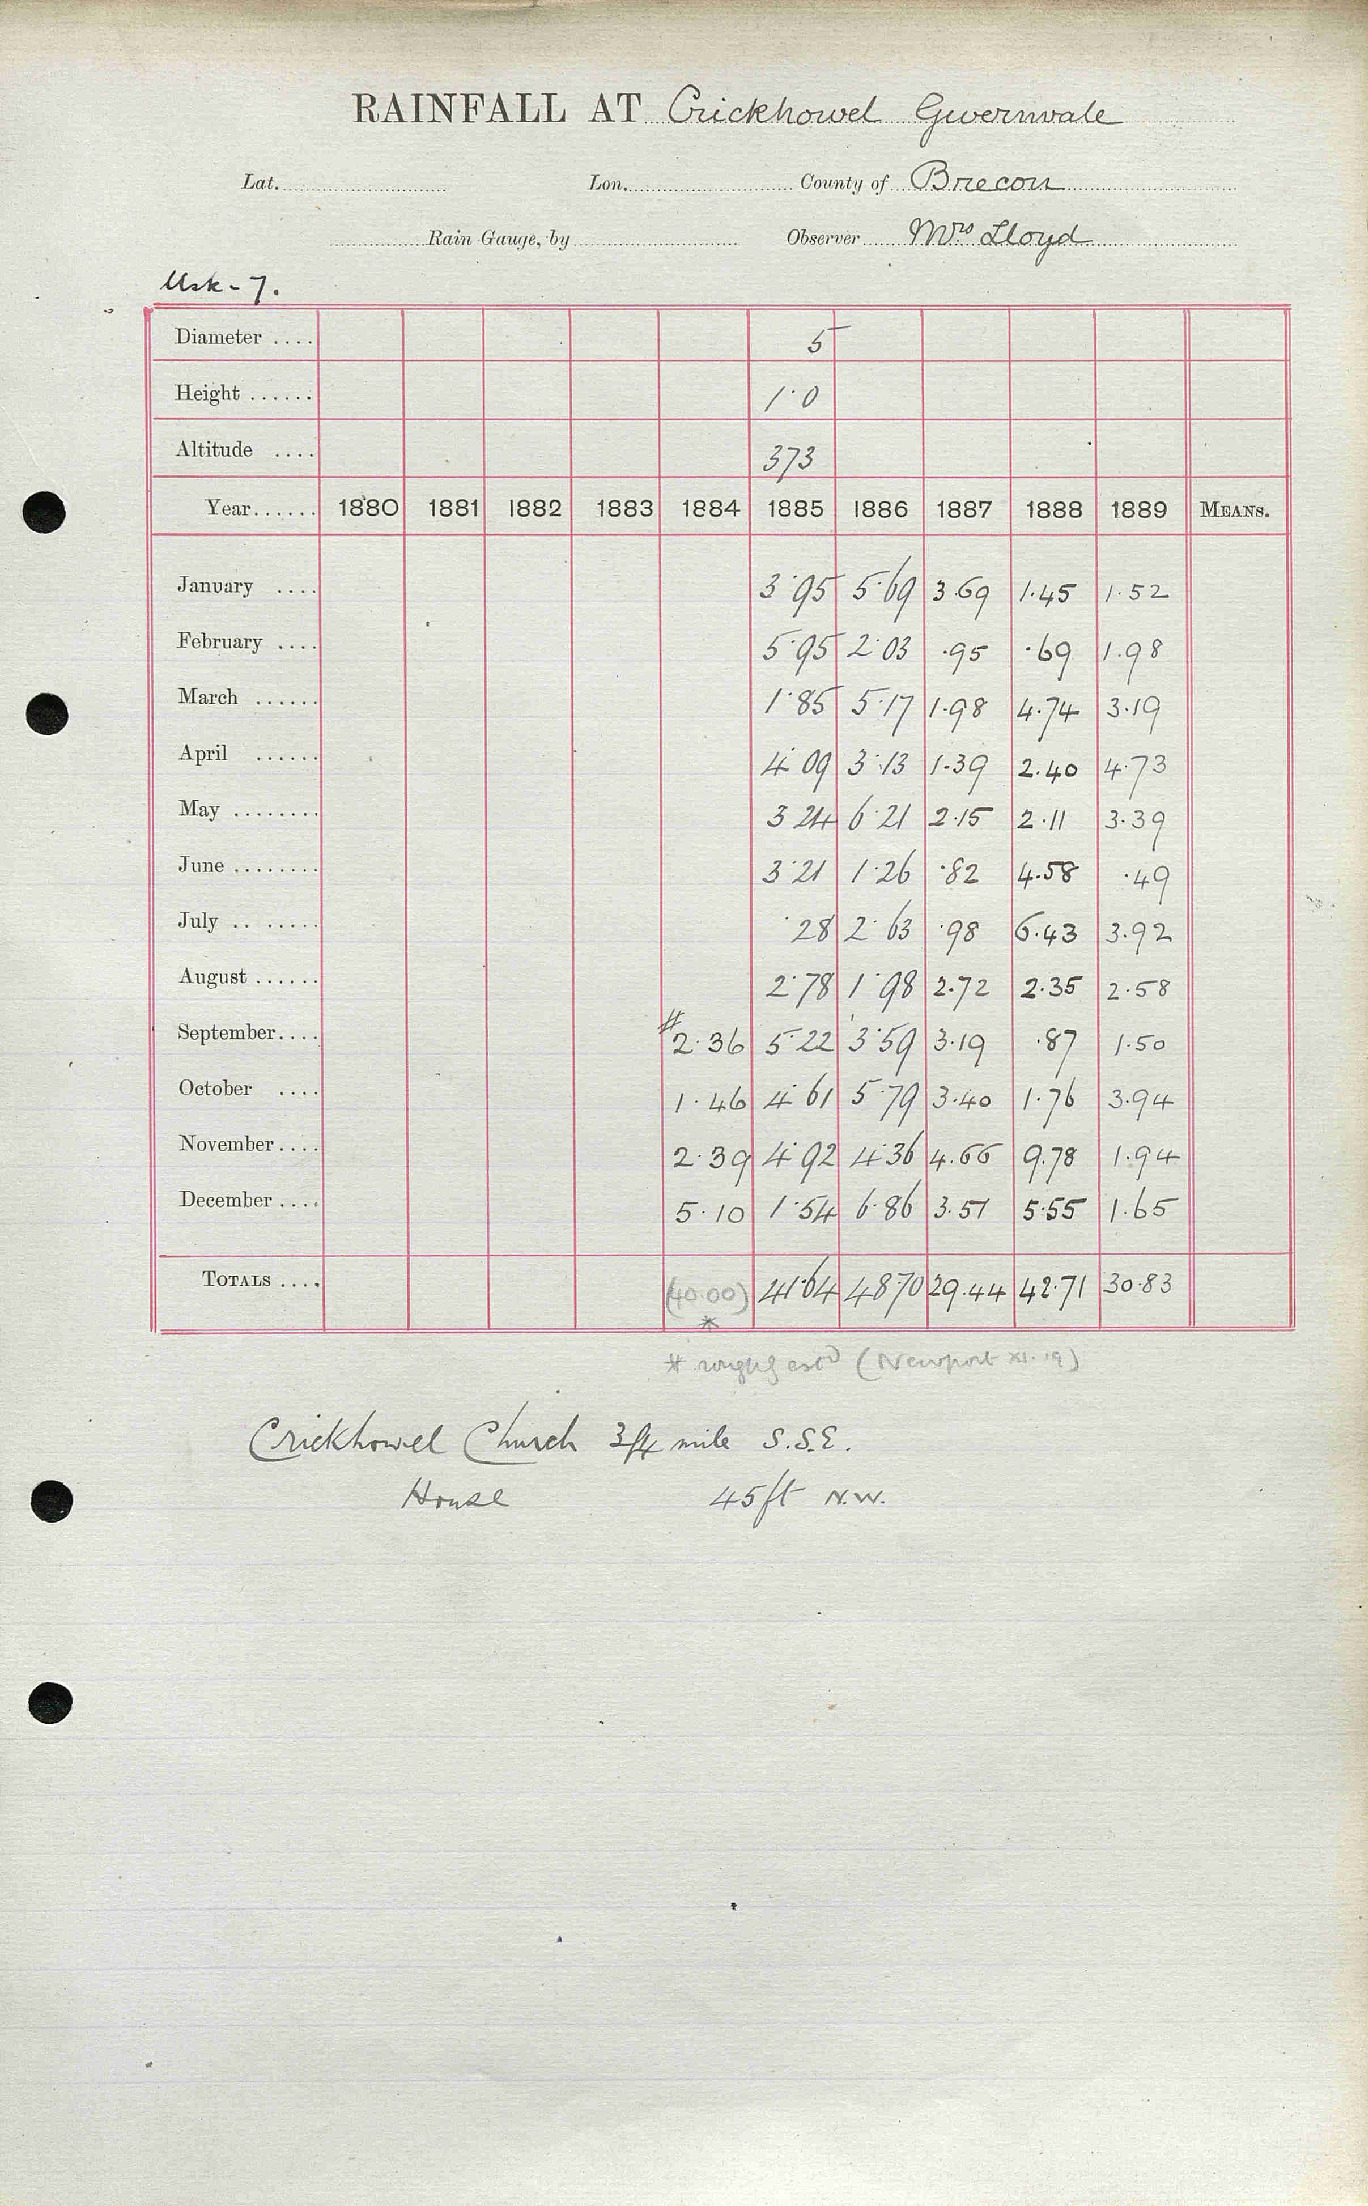 RAINFALL AT Crickhowel Gwernvale
Lat. Lon. County of Brecon
Rain Gauge, by Observer Mrs Lloyd
Usk-7.
Diameter .... 5
Height ...... 1·0
Altitude .... 373
Year...... 1880 1881 1882 1883 1884 1885 1886 1887 1888 1889 MEANS.
January .... 3·95 5·69 3.69 1.45 1.52
February .... 5·95 2·03 ·95 ·69 1.98
March ...... 1·85 5·17 1.98 4.74 3.19
April ...... 4·09 3·13 1.39 2.40 4.73
May ........ 3·24 6·21 2.15 2.11 3.39
June ........ 3·21 1·26 ·82 4.58 ·49
July .. ...... ·28 2·63 ·98 6.43 3.92
August ...... 2·78 1·98 2.72 2.35 2.58
September.... # 2·36 5·22 3·59 3.19 ·87 1.50
October .... 1·46 4·61 5·79 3.40 1.76 3.94
November.... 2·39 4·92 4·36 4.66 9.78 1.94
December.... 5·10 1·54 6·86 3.51 5.55 1.65
TOTALS .... (40.00) 41·64 48·70 29.44 42.71 30.83
*
* roughly estd (Newport XI. 19)
Crickhowel Church 3/4 mile S.S.E.
House 45ft N.W.